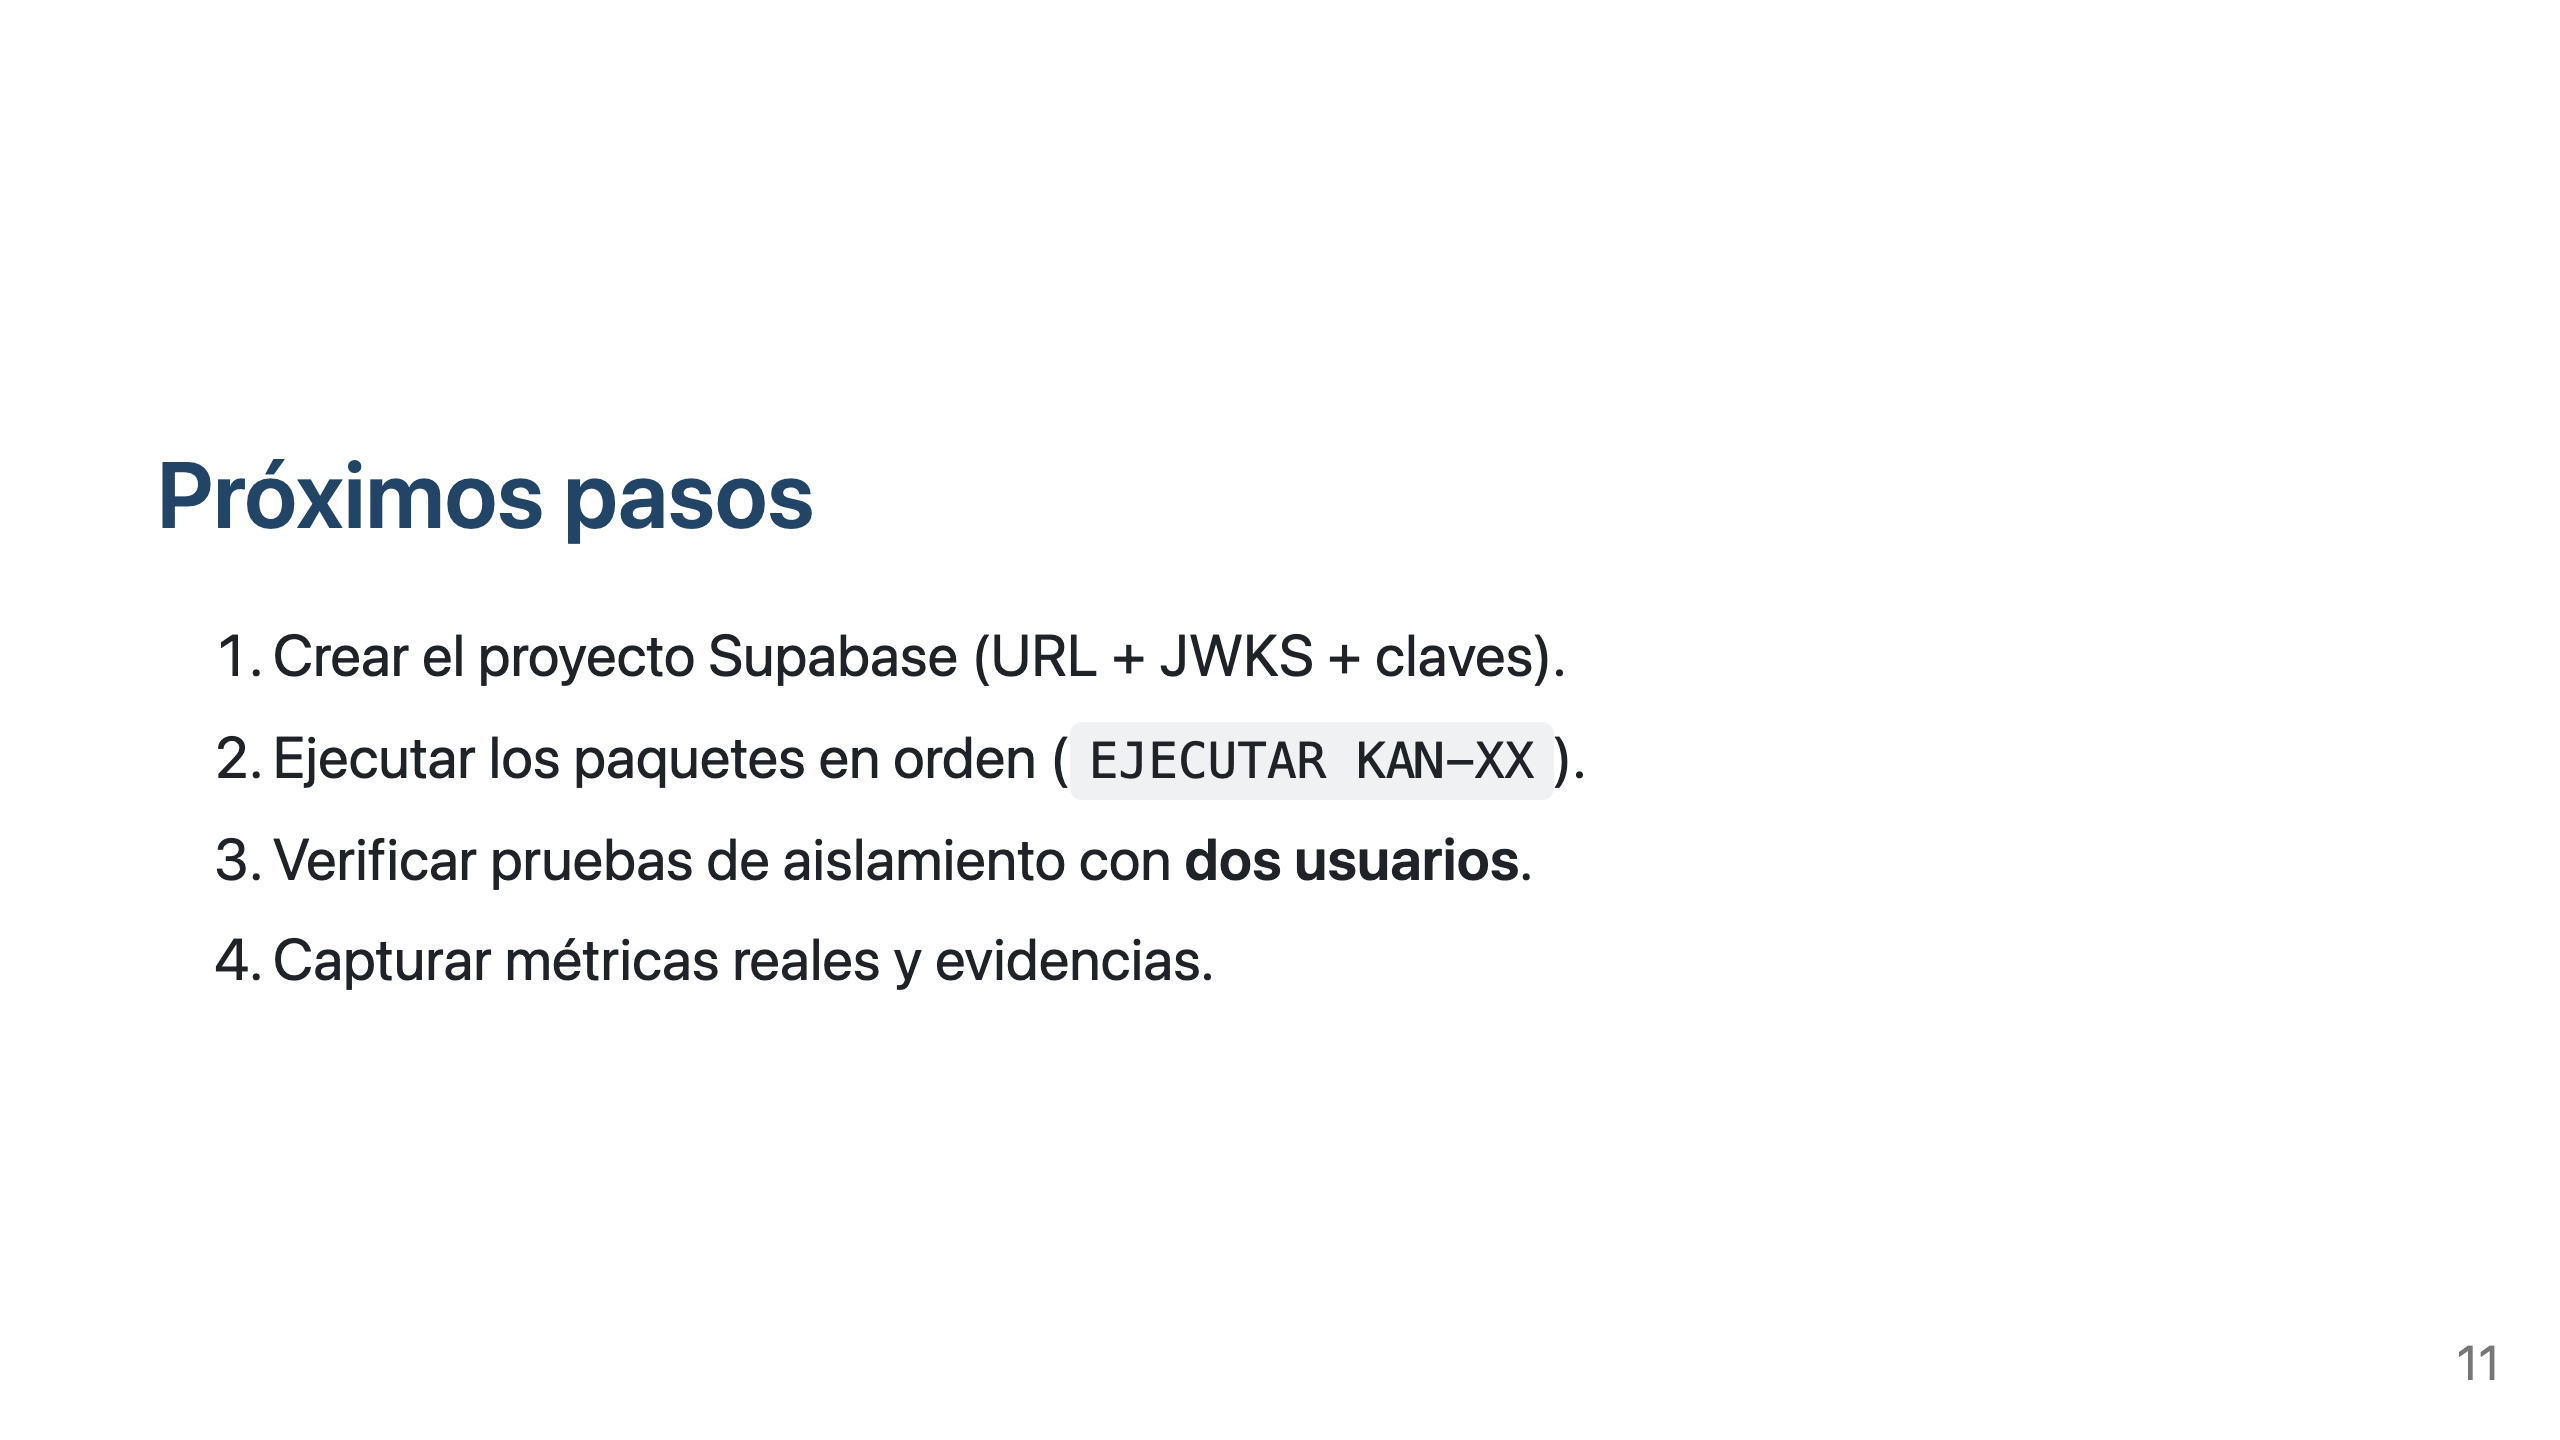 Próximos pasos
1. Crear el proyecto Supabase (URL + JWKS + claves).
2. Ejecutar los paquetes en orden ( EJECUTAR KAN-XX ).
3. Verificar pruebas de aislamiento con dos usuarios.
4. Capturar métricas reales y evidencias.
11